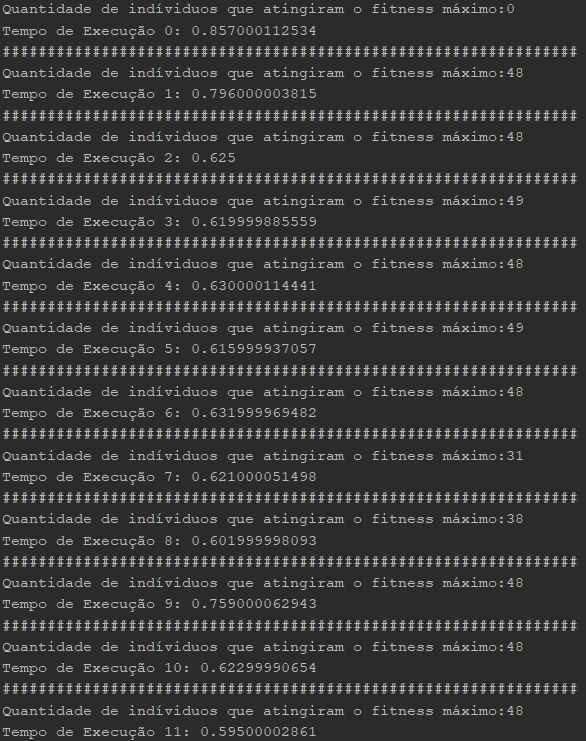 Quantidade de indíviduos que atingiram o fitness máximo:0
Tempo de Execução 0: 0.857000112534
################################################################
Quantidade de indíviduos que atingiram o fitness máximo:48
Tempo de Execução 1: 0.796000003815
################################################################
Quantidade de indíviduos que atingiram o fitness máximo:48
Tempo de Execução 2: 0.625
################################################################
Quantidade de indíviduos que atingiram o fitness máximo:49
Tempo de Execução 3: 0.619999885559
################################################################
Quantidade de indíviduos que atingiram o fitness máximo:48
Tempo de Execução 4: 0.630000114441
################################################################
Quantidade de indíviduos que atingiram o fitness máximo:49
Tempo de Execução 5: 0.615999937057
################################################################
Quantidade de indíviduos que atingiram o fitness máximo:48
Tempo de Execução 6: 0.631999969482
################################################################
Quantidade de indíviduos que atingiram o fitness máximo:31
Tempo de Execução 7: 0.621000051498
################################################################
Quantidade de indíviduos que atingiram o fitness máximo:38
Tempo de Execução 8: 0.601999998093
################################################################
Quantidade de indíviduos que atingiram o fitness máximo:48
Tempo de Execução 9: 0.759000062943
################################################################
Quantidade de indíviduos que atingiram o fitness máximo:48
Tempo de Execução 10: 0.62299990654
################################################################
Quantidade de indíviduos que atingiram o fitness máximo:48
Tempo de Execução 11: 0.59500002861